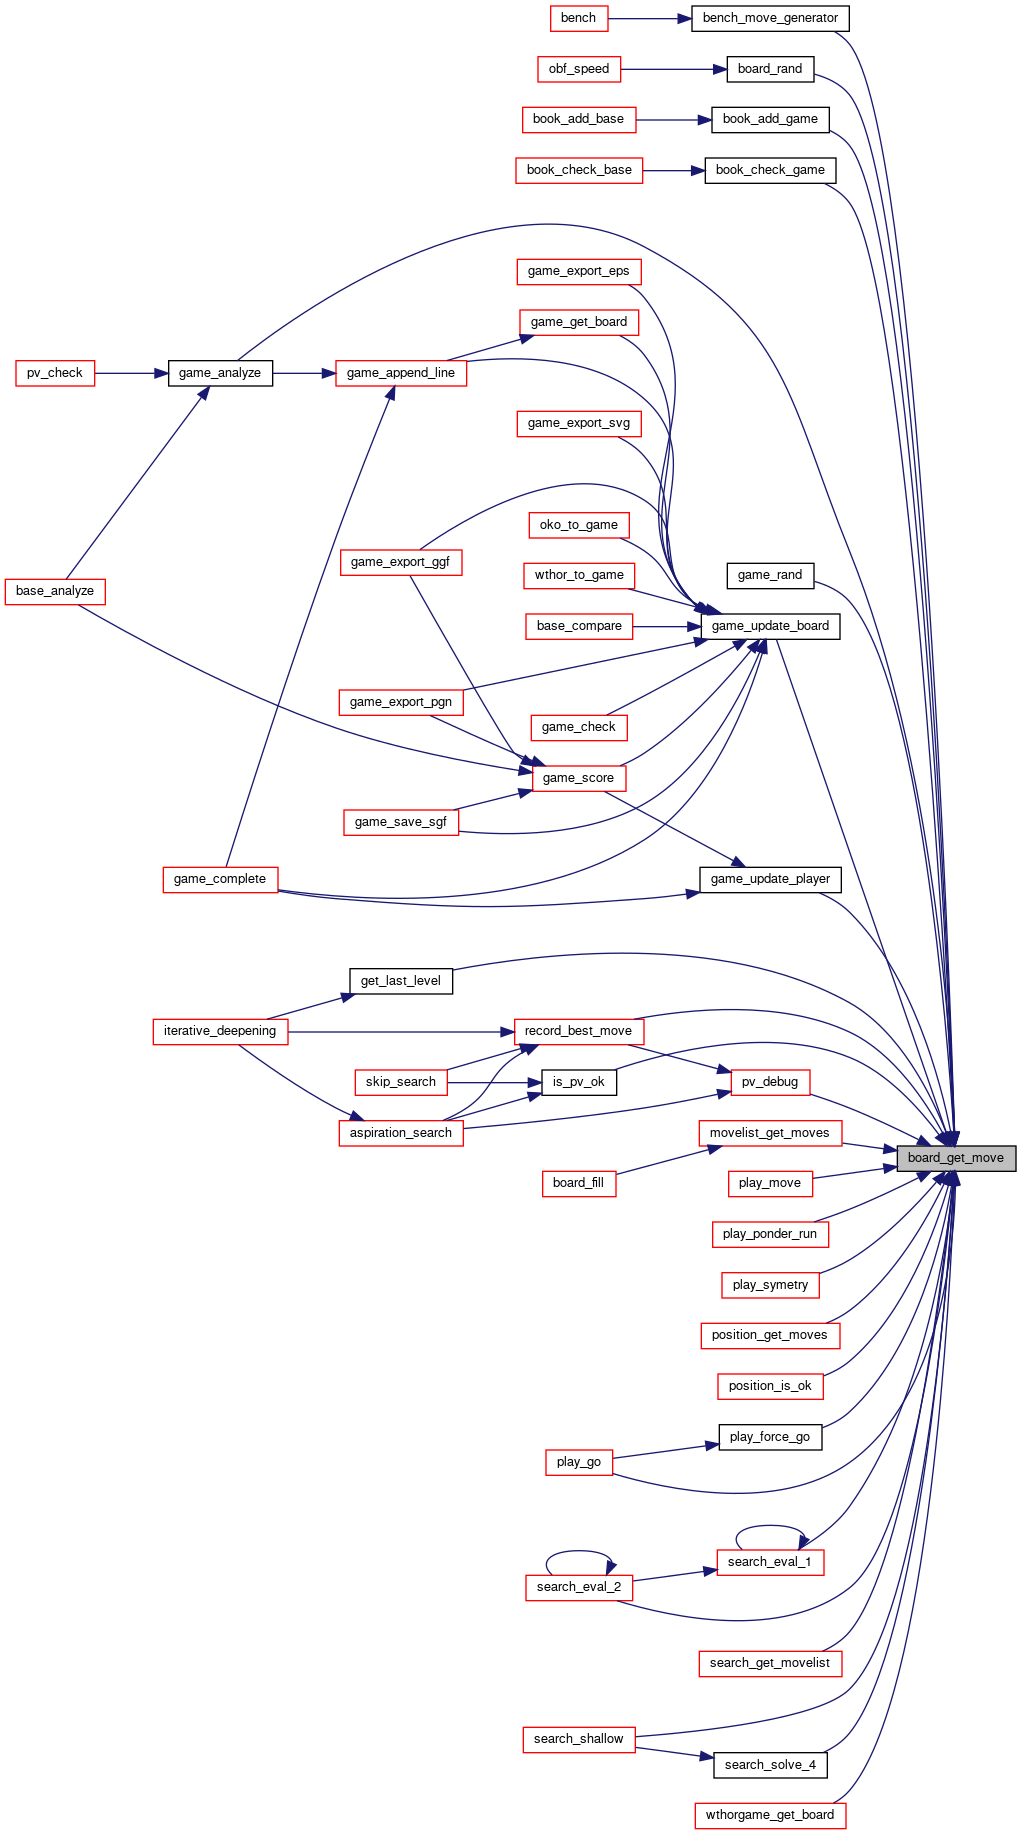 bench
bench_move_generator
obf_speed
board_rand
book_add_base
book_add_game
book_check_base
book_check_game
game_export_eps
game_get_board
pv_check
game_analyze
game_append_line
game_export_svg
oko_to_game
game_export_ggf
wthor_to_game
game_rand
base_analyze
base_compare
game_update_board
game_export_pgn
game_check
game_score
game_save_sgf
game_complete
game_update_player
get_last_level
iterative_deepening
record_best_move
skip_search
is_pv_ok
pv_debug
aspiration_search
movelist_get_moves
board_get_move
board_fill
play_move
play_ponder_run
play_symetry
position_get_moves
position_is_ok
play_force_go
play_go
search_eval_1
search_eval_2
search_get_movelist
search_shallow
search_solve_4
wthorgame_get_board